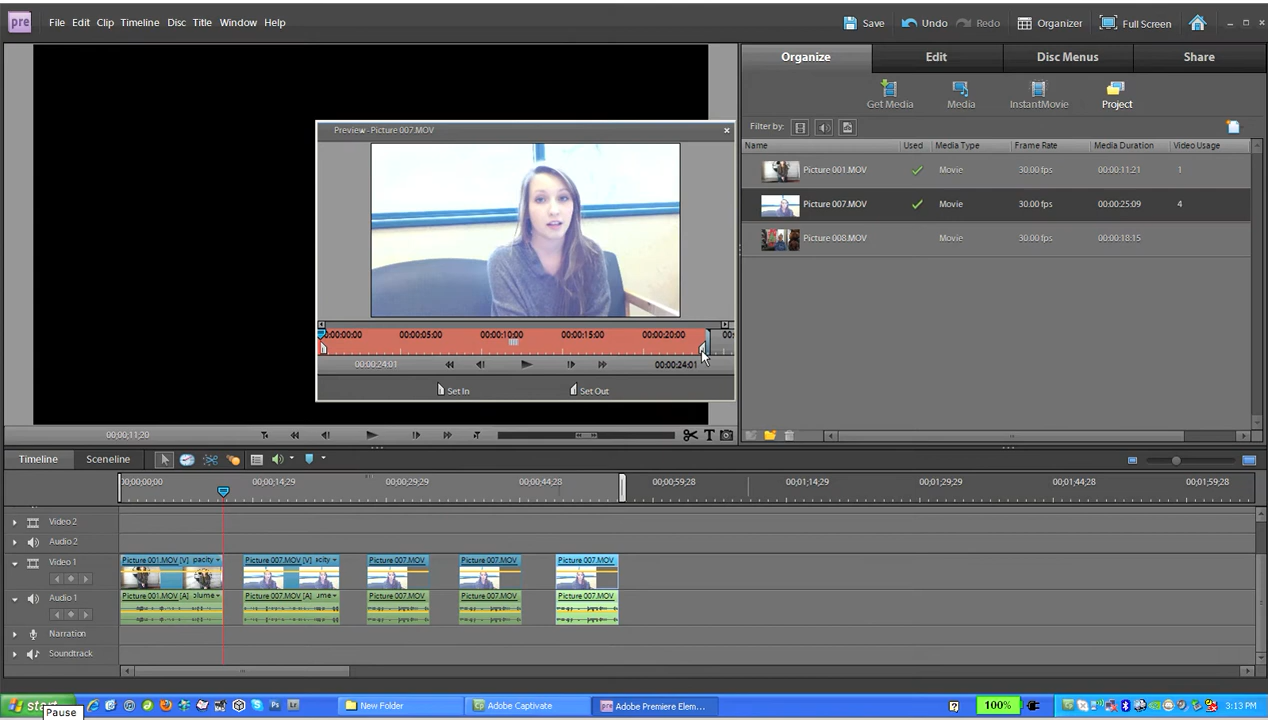 pre File Edit Clip Timeline Disc Title Window Help Save Undo Redo Organizer Full Screen
Organize Edit Disc Menus Share
Get Media Media InstantMovie Project
Preview - Picture 007.MOV
Filter by:
Name Used Media Type Frame Rate Media Duration Video Usage
Picture 001.MOV Movie 30.00 fps 00:00:11:21 1
Picture 007.MOV Movie 30.00 fps 00:00:25:09 4
Picture 008.MOV Movie 30.00 fps 00:00:18:15
:00:00:00 00:00:05:00 00:00:10:00 00:00:15:00 00:00:20:00 00:
00:00:24:01 00:00:24:01
Set In Set Out
00;00;11;20 T
Timeline Sceneline
00;00;00;00 00;00;14;29 00;00;29;29 00;00;44;28 00;00;59;28 00;01;14;29 00;01;29;29 00;01;44;28 00;01;59;28
Video 2
Audio 2
Video 1 Picture 001.MOV [V] pacity Picture 007.MOV [V] acity Picture 007.MOV Picture 007.MOV Picture 007.MOV
Audio 1 Picture 001.MOV [A] olume Picture 007.MOV [A] ume Picture 007.MOV Picture 007.MOV Picture 007.MOV
Narration
Soundtrack
start New Folder Cp Adobe Captivate pre Adobe Premiere Elem... 100% 3:13 PM
Pause